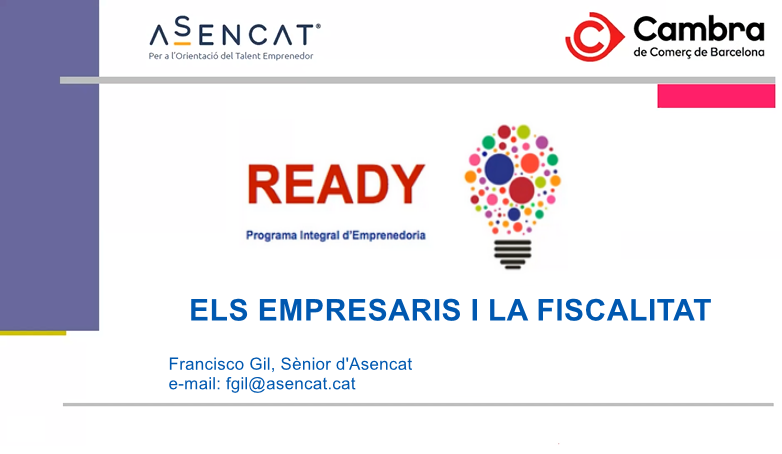 ASENCAT®
Per a l'Orientació del Talent Emprenedor
Cambra
de Comerç de Barcelona
READY
Programa Integral d'Emprenedoria
ELS EMPRESARIS I LA FISCALITAT
Francisco Gil, Sènior d'Asencat
e-mail: fgil@asencat.cat